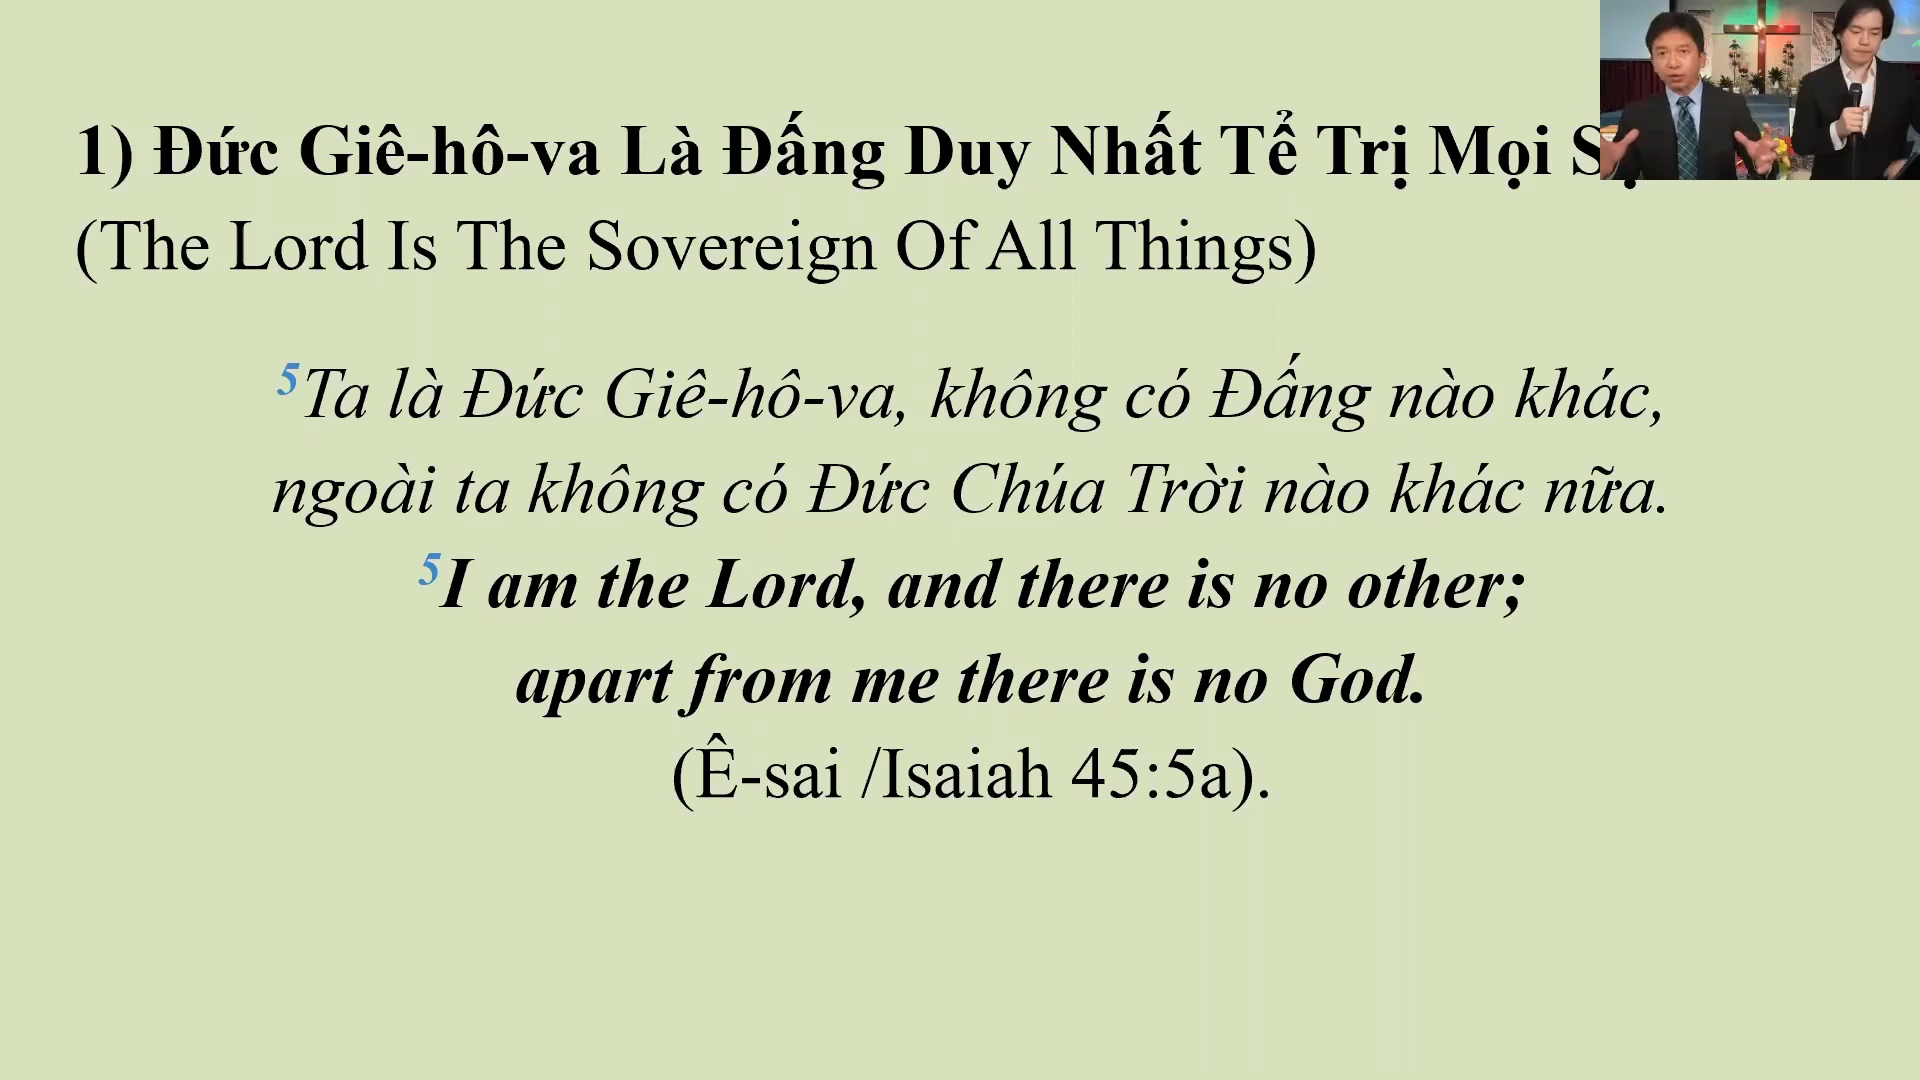 1) Đức Giê-hô-va Là Đấng Duy Nhất Tể Trị Mọi
(The Lord Is The Sovereign Of All Things)
5Ta là Đức Giê-hô-va, không có Đấng nào khác,
ngoài ta không có Đức Chúa Trời nào khác nữa.
5I am the Lord, and there is no other;
apart from me there is no God.
(Ê-sai /Isaiah 45:5a).